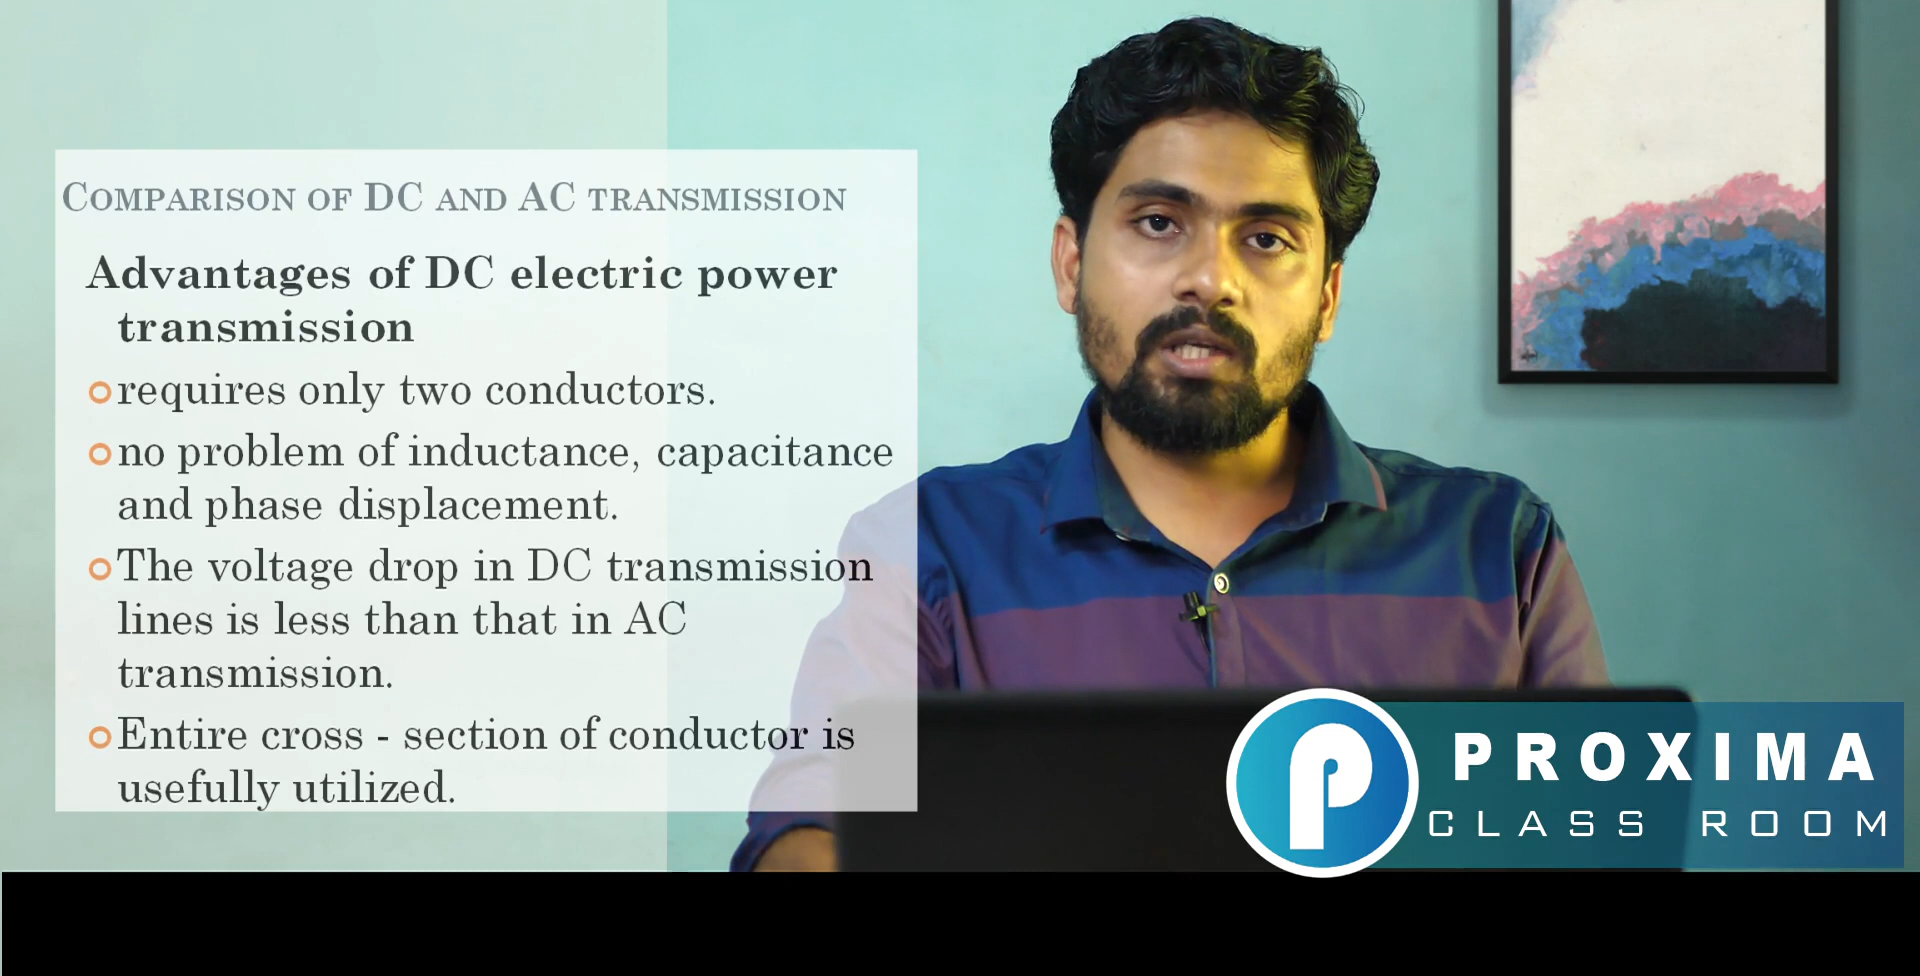 COMPARISON OF DC AND AC TRANSMISSION
Advantages of DC electric power
transmission
requires only two conductors.
no problem of inductance, capacitance
and phase displacement.
The voltage drop in DC transmission
lines is less than that in AC
transmission.
Entire cross - section of conductor is
usefully utilized.
PROXIMA
CLASS ROOM